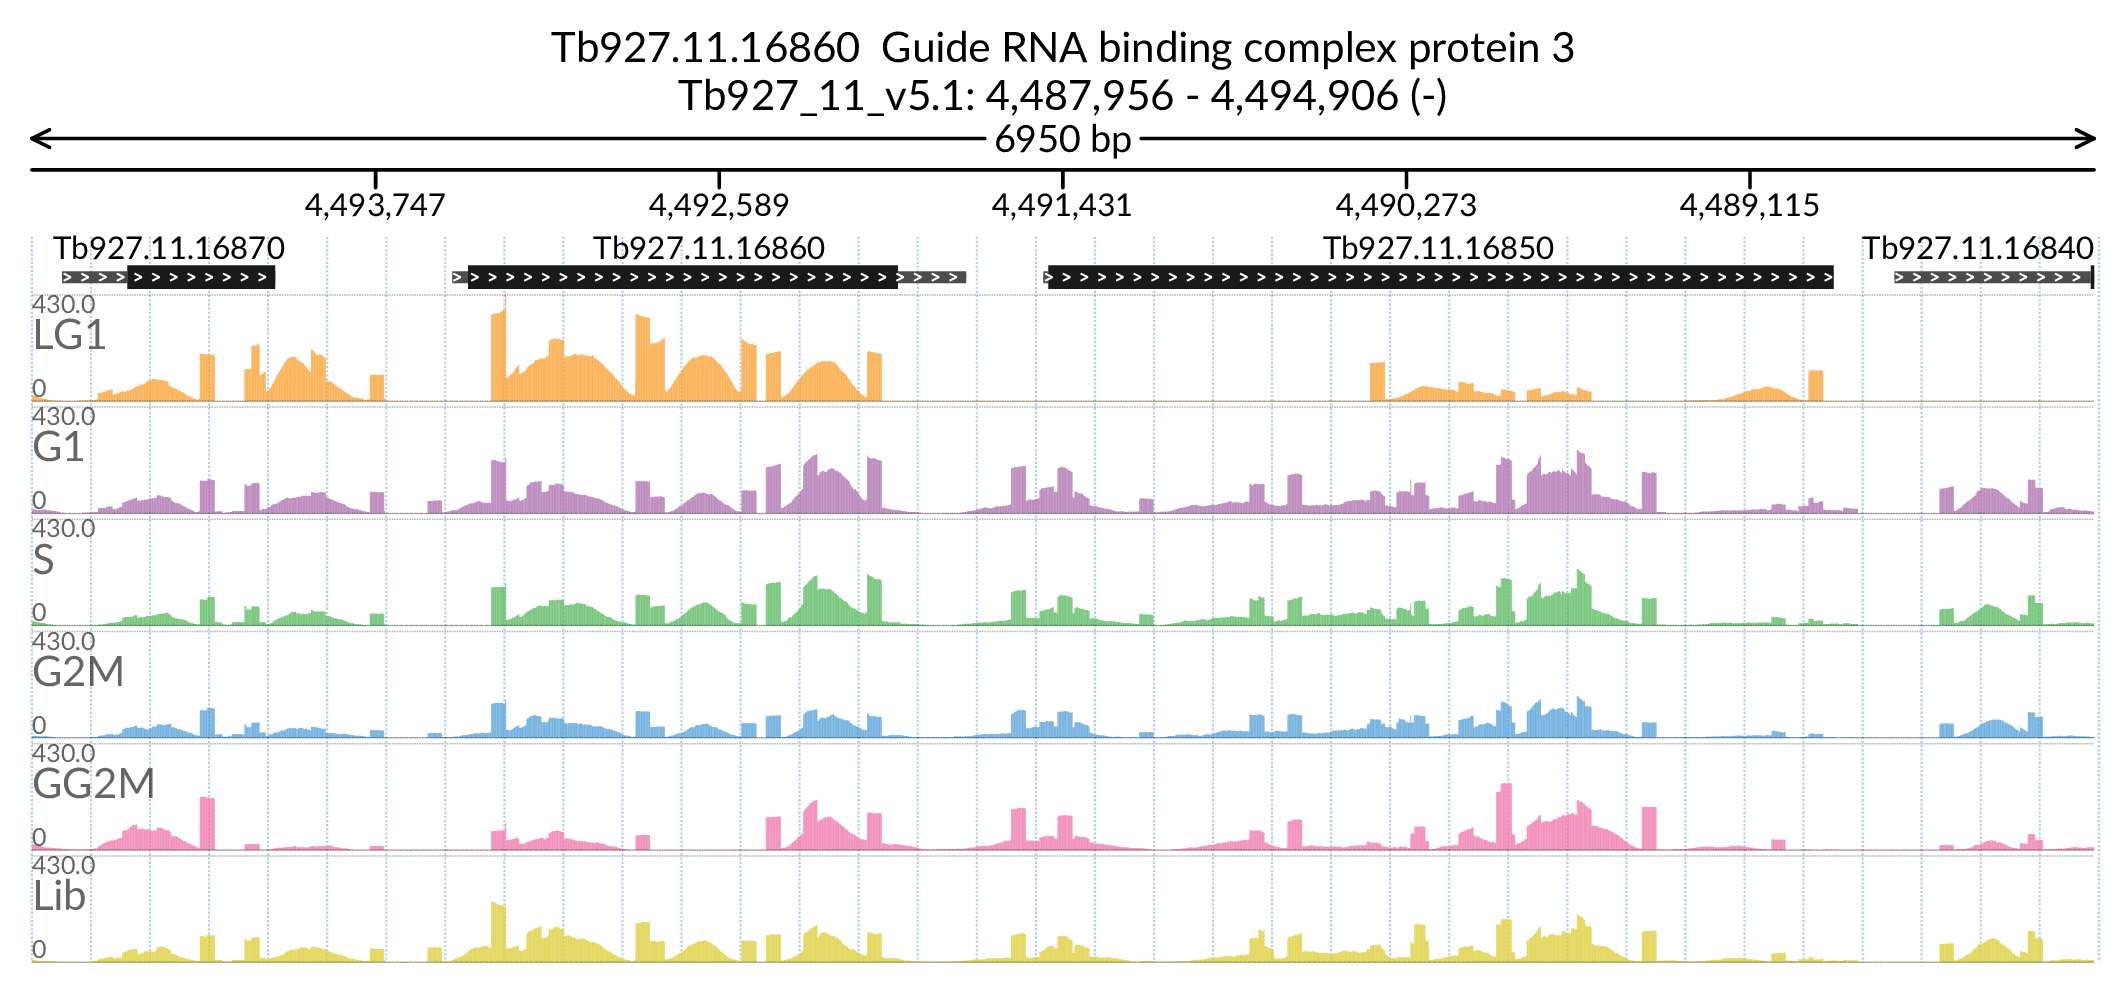 Tb927.11.16860  Guide RNA binding complex protein 3
Tb927_11_v5.1: 4,487,956 - 4,494,906 (-)
6950 bp
4,493,747 4,492,589 4,491,431 4,490,273 4,489,115
Tb927.11.16870 Tb927.11.16860 Tb927.11.16850 Tb927.11.16840
430.0
LG1
0
430.0
G1
0
430.0
S
0
430.0
G2M
0
430.0
GG2M
0
430.0
Lib
0